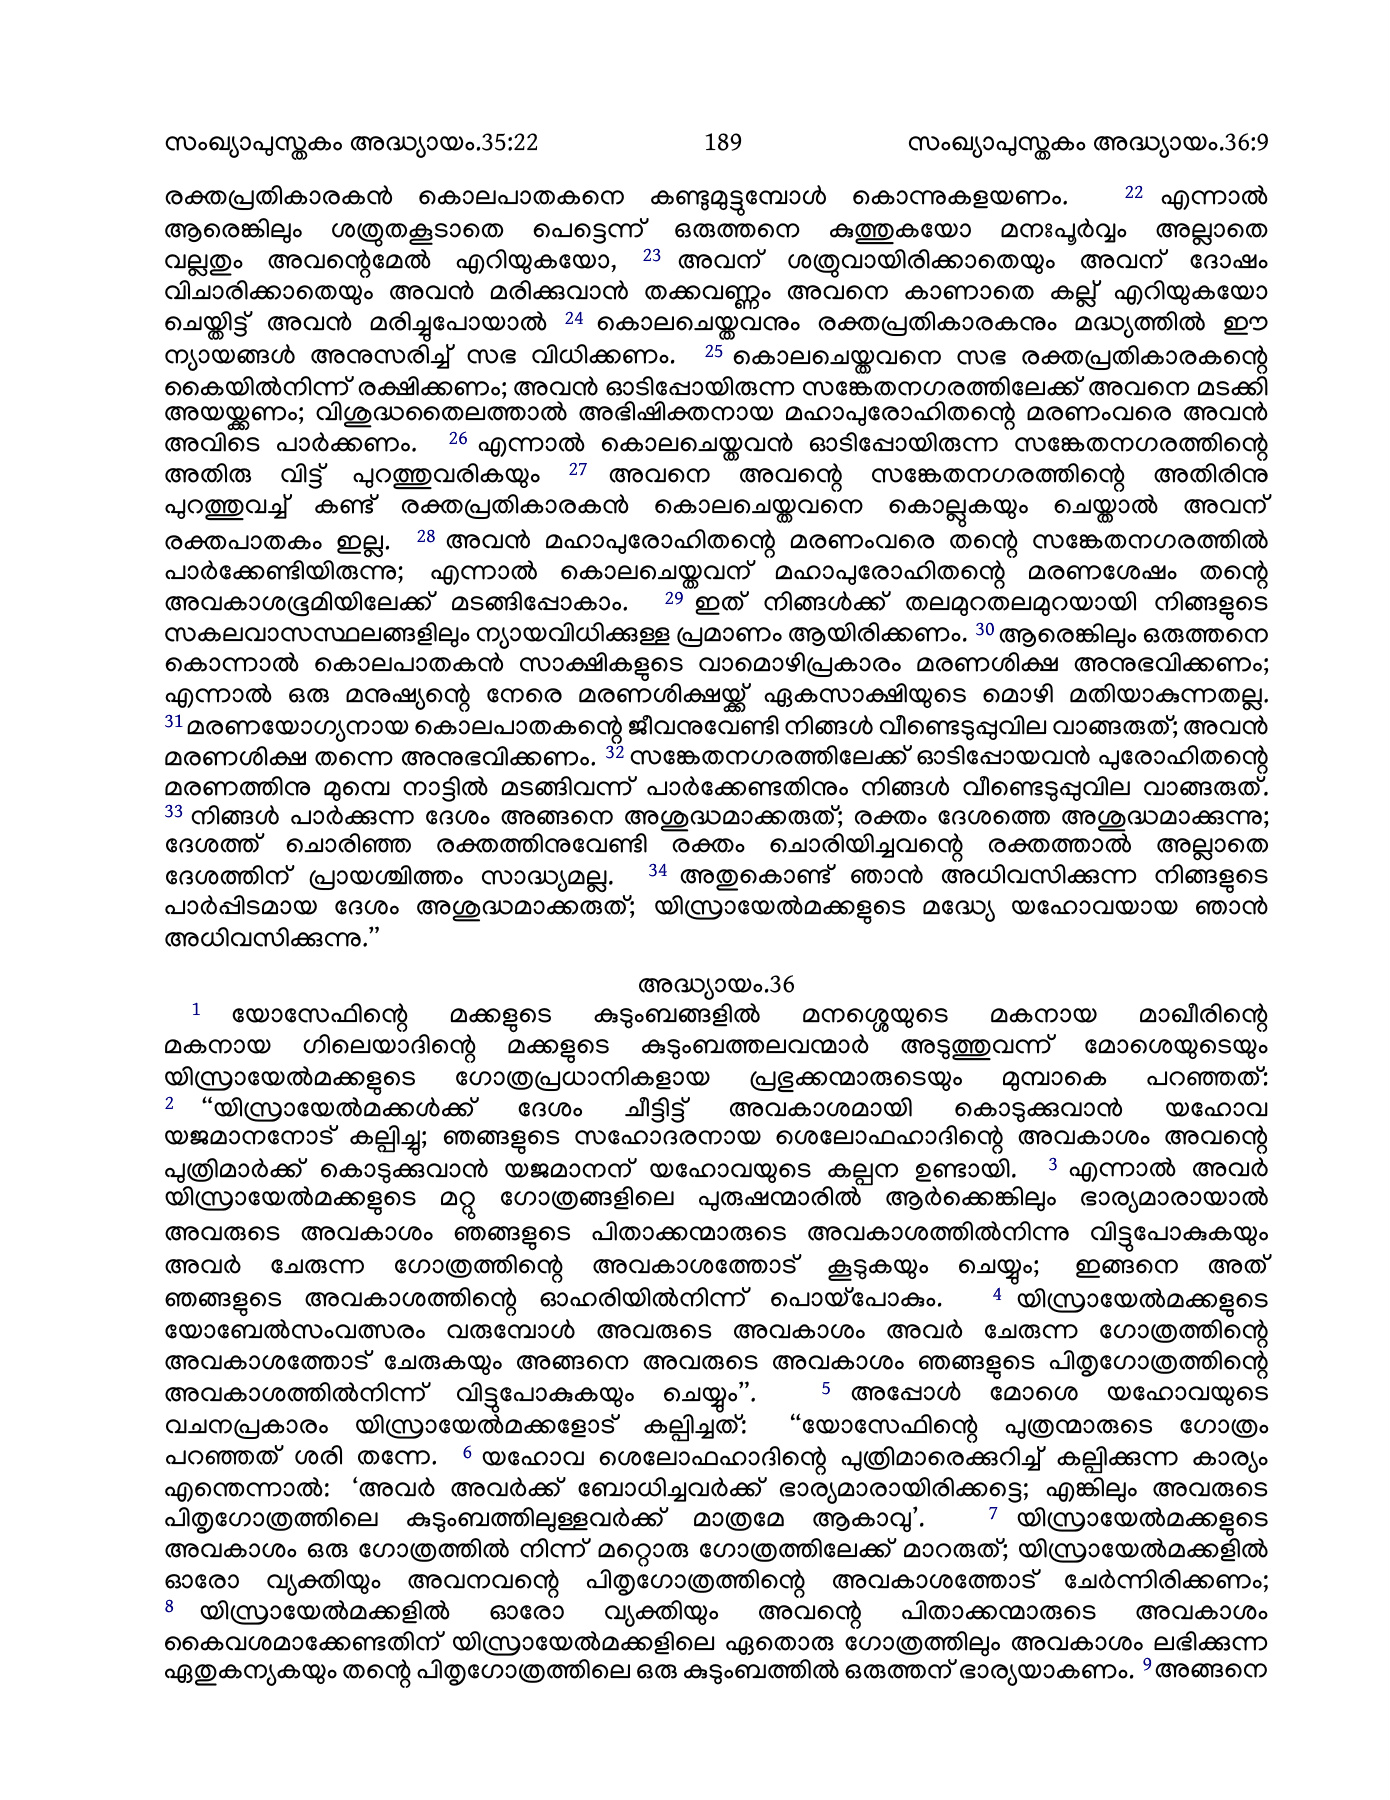 സംഖ്യാപുസ്തകം അദ്ധ്യായം.35:22 189 സംഖ്യാപുസ്തകം അദ്ധ്യായം.36:9
രക്തപ്രതികാരകൻ കൊലപാതകനെ കണ്ടുമുട്ടുമ്പോൾ കൊന്നുകളയണം. 22 എന്നാൽ
ആരെങ്കിലും ശത്രുതകൂടാതെ പെട്ടെന്ന് ഒരുത്തനെ കുത്തുകയോ മനഃപൂർവ്വം അല്ലാതെ
വല്ലതും അവന്റെമേൽ എറിയുകയോ, 23 അവന് ശത്രുവായിരിക്കാതെയും അവന് ദോഷം
വിചാരിക്കാതെയും അവൻ മരിക്കുവാൻ തക്കവണ്ണം അവനെ കാണാതെ കല്ല് എറിയുകയോ
ചെയ്തിട്ട് അവൻ മരിച്ചുപോയാൽ 24 കൊലചെയ്തവനും രക്തപ്രതികാരകനും മദ്ധ്യത്തിൽ ഈ
ന്യായങ്ങൾ അനുസരിച്ച് സഭ വിധിക്കണം. 25 കൊലചെയ്തവനെ സഭ രക്തപ്രതികാരകന്റെ
കൈയിൽനിന്ന് രക്ഷിക്കണം; അവൻ ഓടിപ്പോയിരുന്ന സങ്കേതനഗരത്തിലേക്ക് അവനെ മടക്കി
അയയ്ക്കണം; വിശുദ്ധതൈലത്താൽ അഭിഷിക്തനായ മഹാപുരോഹിതന്റെ മരണംവരെ അവൻ
അവിടെ പാർക്കണം. 26 എന്നാൽ കൊലചെയ്തവൻ ഓടിപ്പോയിരുന്ന സങ്കേതനഗരത്തിന്റെ
അതിരു വിട്ട് പുറത്തുവരികയും 27 അവനെ അവന്റെ സങ്കേതനഗരത്തിന്റെ അതിരിനു
പുറത്തുവച്ച് കണ്ട് രക്തപ്രതികാരകൻ കൊലചെയ്തവനെ കൊല്ലുകയും ചെയ്താൽ അവന്
രക്തപാതകം ഇല്ല. 28 അവൻ മഹാപുരോഹിതന്റെ മരണംവരെ തന്റെ സങ്കേതനഗരത്തിൽ
പാർക്കേണ്ടിയിരുന്നു; എന്നാൽ കൊലചെയ്തവന് മഹാപുരോഹിതന്റെ മരണശേഷം തന്റെ
അവകാശഭൂമിയിലേക്ക് മടങ്ങിപ്പോകാം. 29 ഇത് നിങ്ങൾക്ക് തലമുറതലമുറയായി നിങ്ങളുടെ
സകലവാസസ്ഥലങ്ങളിലും ന്യായവിധിക്കുള്ള പ്രമാണം ആയിരിക്കണം. 30 ആരെങ്കിലും ഒരുത്തനെ
കൊന്നാൽ കൊലപാതകൻ സാക്ഷികളുടെ വാമൊഴിപ്രകാരം മരണശിക്ഷ അനുഭവിക്കണം;
എന്നാൽ ഒരു മനുഷ്യന്റെ നേരെ മരണശിക്ഷയ്ക്ക് ഏകസാക്ഷിയുടെ മൊഴി മതിയാകുന്നതല്ല.
31 മരണയോഗ്യനായ കൊലപാതകന്റെ ജീവനുവേണ്ടി നിങ്ങൾ വീണ്ടെടുപ്പുവില വാങ്ങരുത്; അവൻ
മരണശിക്ഷ തന്നെ അനുഭവിക്കണം. 32 സങ്കേതനഗരത്തിലേക്ക് ഓടിപ്പോയവൻ പുരോഹിതന്റെ
മരണത്തിനു മുമ്പെ നാട്ടിൽ മടങ്ങിവന്ന് പാർക്കേണ്ടതിനും നിങ്ങൾ വീണ്ടെടുപ്പുവില വാങ്ങരുത്.
33 നിങ്ങൾ പാർക്കുന്ന ദേശം അങ്ങനെ അശുദ്ധമാക്കരുത്; രക്തം ദേശത്തെ അശുദ്ധമാക്കുന്നു;
ദേശത്ത് ചൊരിഞ്ഞ രക്തത്തിനുവേണ്ടി രക്തം ചൊരിയിച്ചവന്റെ രക്തത്താൽ അല്ലാതെ
ദേശത്തിന് പ്രായശ്ചിത്തം സാദ്ധ്യമല്ല. 34 അതുകൊണ്ട് ഞാൻ അധിവസിക്കുന്ന നിങ്ങളുടെ
പാർപ്പിടമായ ദേശം അശുദ്ധമാക്കരുത്; യിസ്രായേൽമക്കളുടെ മദ്ധ്യേ യഹോവയായ ഞാൻ
അധിവസിക്കുന്നു.”
അദ്ധ്യായം.36
1 യോസേഫിന്റെ മക്കളുടെ കുടുംബങ്ങളിൽ മനശ്ശെയുടെ മകനായ മാഖീരിന്റെ
മകനായ ഗിലെയാദിന്റെ മക്കളുടെ കുടുംബത്തലവന്മാർ അടുത്തുവന്ന് മോശെയുടെയും
യിസ്രായേൽമക്കളുടെ ഗോത്രപ്രധാനികളായ പ്രഭുക്കന്മാരുടെയും മുമ്പാകെ പറഞ്ഞത്:
2 “യിസ്രായേൽമക്കൾക്ക് ദേശം ചീട്ടിട്ട് അവകാശമായി കൊടുക്കുവാൻ യഹോവ
യജമാനനോട് കല്പിച്ചു; ഞങ്ങളുടെ സഹോദരനായ ശെലോഫഹാദിന്റെ അവകാശം അവന്റെ
പുത്രിമാർക്ക് കൊടുക്കുവാൻ യജമാനന് യഹോവയുടെ കല്പന ഉണ്ടായി. 3 എന്നാൽ അവർ
യിസ്രായേൽമക്കളുടെ മറ്റു ഗോത്രങ്ങളിലെ പുരുഷന്മാരിൽ ആർക്കെങ്കിലും ഭാര്യമാരായാൽ
അവരുടെ അവകാശം ഞങ്ങളുടെ പിതാക്കന്മാരുടെ അവകാശത്തിൽനിന്നു വിട്ടുപോകുകയും
അവർ ചേരുന്ന ഗോത്രത്തിന്റെ അവകാശത്തോട് കൂടുകയും ചെയ്യും; ഇങ്ങനെ അത്
ഞങ്ങളുടെ അവകാശത്തിന്റെ ഓഹരിയിൽനിന്ന് പൊയ്പോകും. 4 യിസ്രായേൽമക്കളുടെ
യോബേൽസംവത്സരം വരുമ്പോൾ അവരുടെ അവകാശം അവർ ചേരുന്ന ഗോത്രത്തിന്റെ
അവകാശത്തോട് ചേരുകയും അങ്ങനെ അവരുടെ അവകാശം ഞങ്ങളുടെ പിതൃഗോത്രത്തിന്റെ
അവകാശത്തിൽനിന്ന് വിട്ടുപോകുകയും ചെയ്യും”. 5 അപ്പോൾ മോശെ യഹോവയുടെ
വചനപ്രകാരം യിസ്രായേൽമക്കളോട് കല്പിച്ചത്: “യോസേഫിന്റെ പുത്രന്മാരുടെ ഗോത്രം
പറഞ്ഞത് ശരി തന്നേ. 6 യഹോവ ശെലോഫഹാദിന്റെ പുത്രിമാരെക്കുറിച്ച് കല്പിക്കുന്ന കാര്യം
എന്തെന്നാൽ: ‘അവർ അവർക്ക് ബോധിച്ചവർക്ക് ഭാര്യമാരായിരിക്കട്ടെ; എങ്കിലും അവരുടെ
പിതൃഗോത്രത്തിലെ കുടുംബത്തിലുള്ളവർക്ക് മാത്രമേ ആകാവു’. 7 യിസ്രായേൽമക്കളുടെ
അവകാശം ഒരു ഗോത്രത്തിൽ നിന്ന് മറ്റൊരു ഗോത്രത്തിലേക്ക് മാറരുത്; യിസ്രായേൽമക്കളിൽ
ഓരോ വ്യക്തിയും അവനവന്റെ പിതൃഗോത്രത്തിന്റെ അവകാശത്തോട് ചേർന്നിരിക്കണം;
8 യിസ്രായേൽമക്കളിൽ ഓരോ വ്യക്തിയും അവന്റെ പിതാക്കന്മാരുടെ അവകാശം
കൈവശമാക്കേണ്ടതിന് യിസ്രായേൽമക്കളിലെ ഏതൊരു ഗോത്രത്തിലും അവകാശം ലഭിക്കുന്ന
ഏതുകന്യകയും തന്റെ പിതൃഗോത്രത്തിലെ ഒരു കുടുംബത്തിൽ ഒരുത്തന് ഭാര്യയാകണം. 9 അങ്ങനെ